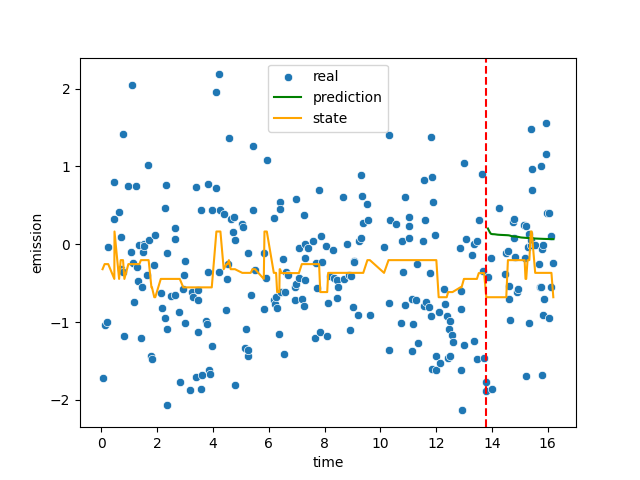 real
prediction
state
2
1
0
−1
−2
emission
0 2 4 6 8 10 12 14 16
time